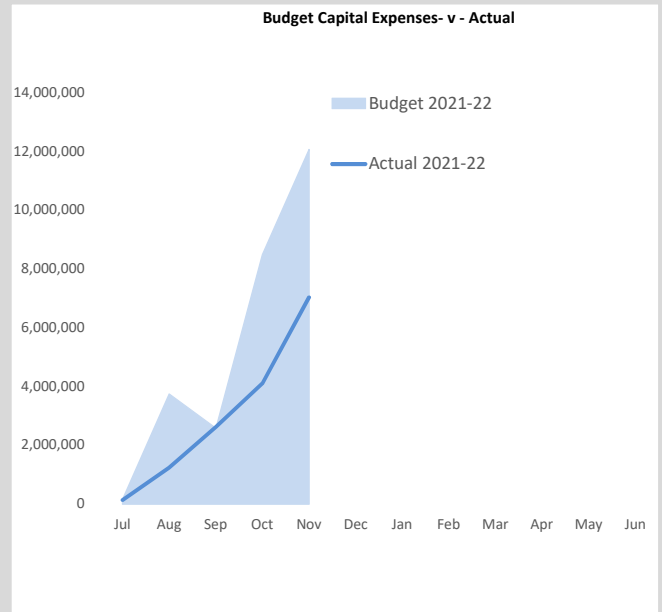 Budget Capital Expenses- v - Actual
14,000,000
Budget 2021-22
12,000,000
Actual 2021-22
10,000,000
8,000,000
6,000,000
4,000,000
2,000,000
0
Jul Aug Sep Oct Nov Dec Jan Feb Mar Apr May Jun